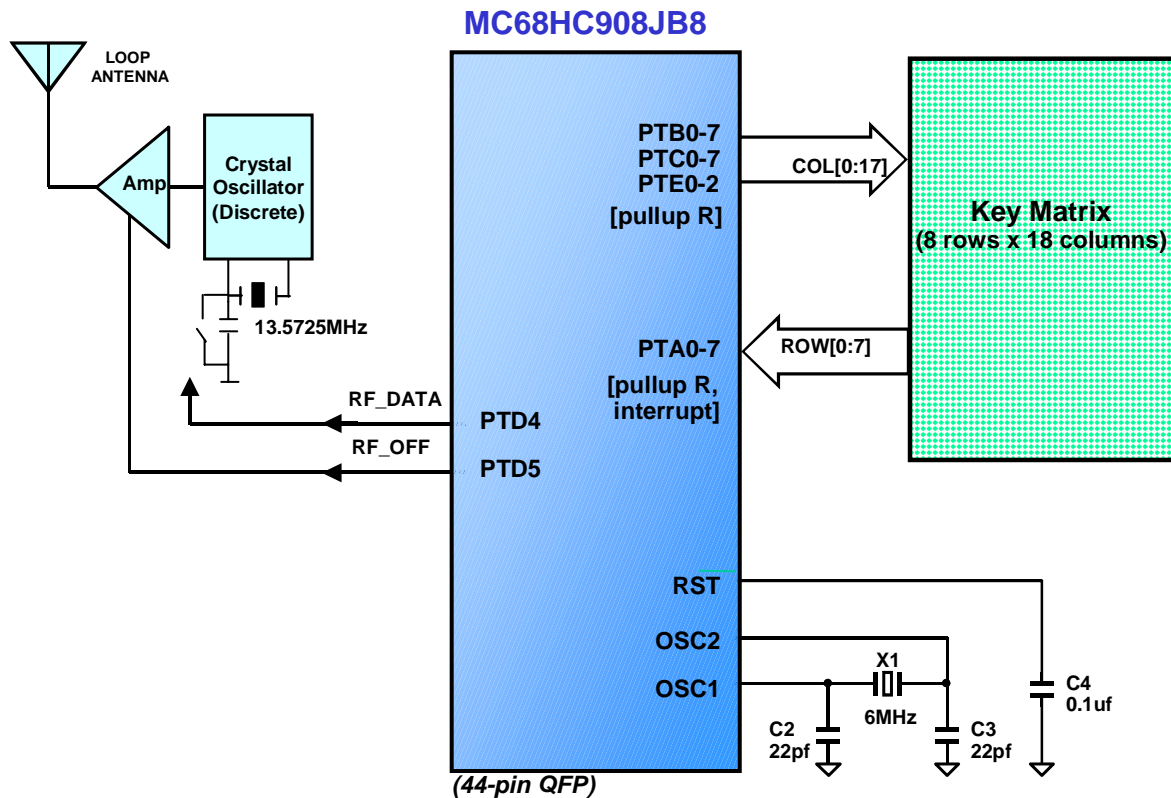 MC68HC908JB8
LOOP
ANTENNA
Amp
Crystal
Oscillator
(Discrete)
13.5725MHz
RF_DATA
RF_OFF
PTD4
PTD5
PTB0-7
PTC0-7
PTE0-2
[pullup R]
COL[0:17]
Key Matrix
(8 rows x 18 columns)
PTA0-7
[pullup R,
interrupt]
ROW[0:7]
RST
OSC2
OSC1
X1
6MHz
C2
22pf
C3
22pf
C4
0.1uf
(44-pin QFP)